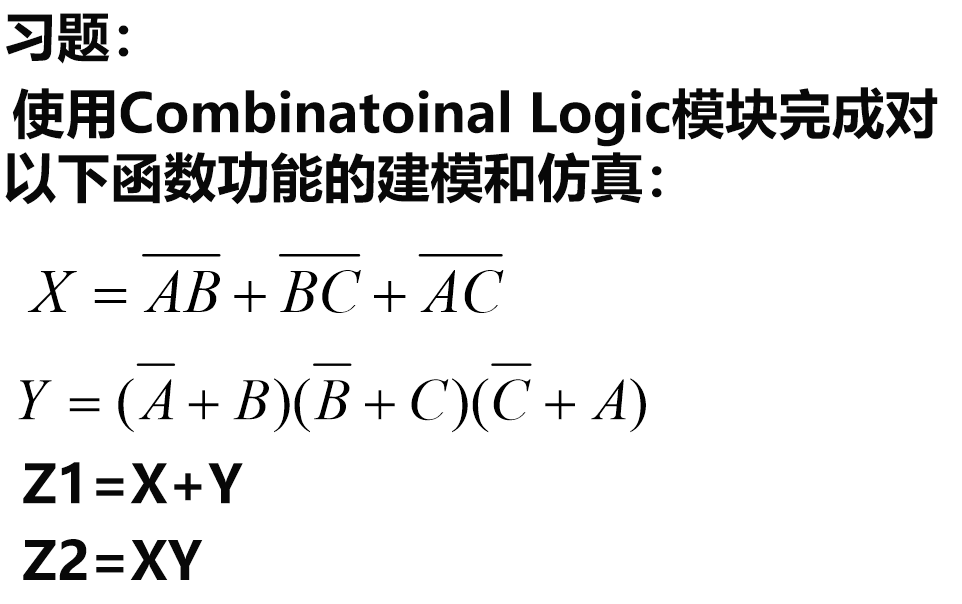 习题：
使用Combinatoinal Logic模块完成对
以下函数功能的建模和仿真：
X = \overline{AB} + \overline{BC} + \overline{AC}
Y = (\overline{A} + B)(\overline{B} + C)(\overline{C} + A)
Z1=X+Y
Z2=XY